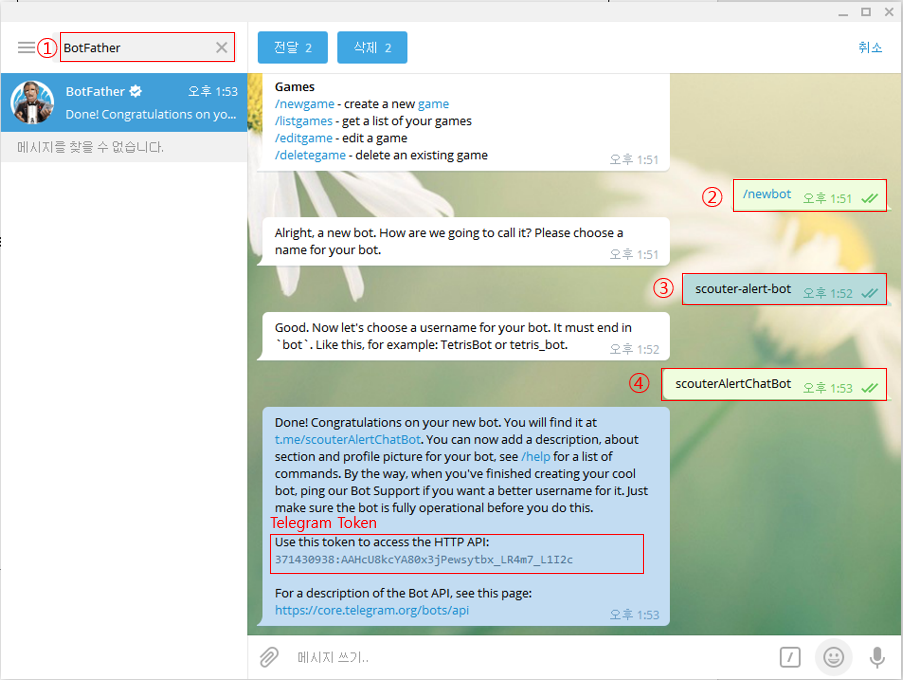 ① BotFather
전달 2 삭제 2 취소
BotFather 오후 1:53
Done! Congratulations on yo...
메시지를 찾을 수 없습니다.
Games
/newgame - create a new game
/listgames - get a list of your games
/editgame - edit a game
/deletegame - delete an existing game
오후 1:51
② /newbot 오후 1:51
Alright, a new bot. How are we going to call it? Please choose a
name for your bot.
오후 1:51
③ scouter-alert-bot 오후 1:52
Good. Now let's choose a username for your bot. It must end in
`bot`. Like this, for example: TetrisBot or tetris_bot.
오후 1:52
④ scouterAlertChatBot 오후 1:53
Done! Congratulations on your new bot. You will find it at
t.me/scouterAlertChatBot. You can now add a description, about
section and profile picture for your bot, see /help for a list of
commands. By the way, when you've finished creating your cool
bot, ping our Bot Support if you want a better username for it. Just
make sure the bot is fully operational before you do this.
Telegram Token
Use this token to access the HTTP API:
371430938:AAHcU8kcYA80x3jPewsytbx_LR4m7_L1I2c
For a description of the Bot API, see this page:
https://core.telegram.org/bots/api
오후 1:53
메시지 쓰기..